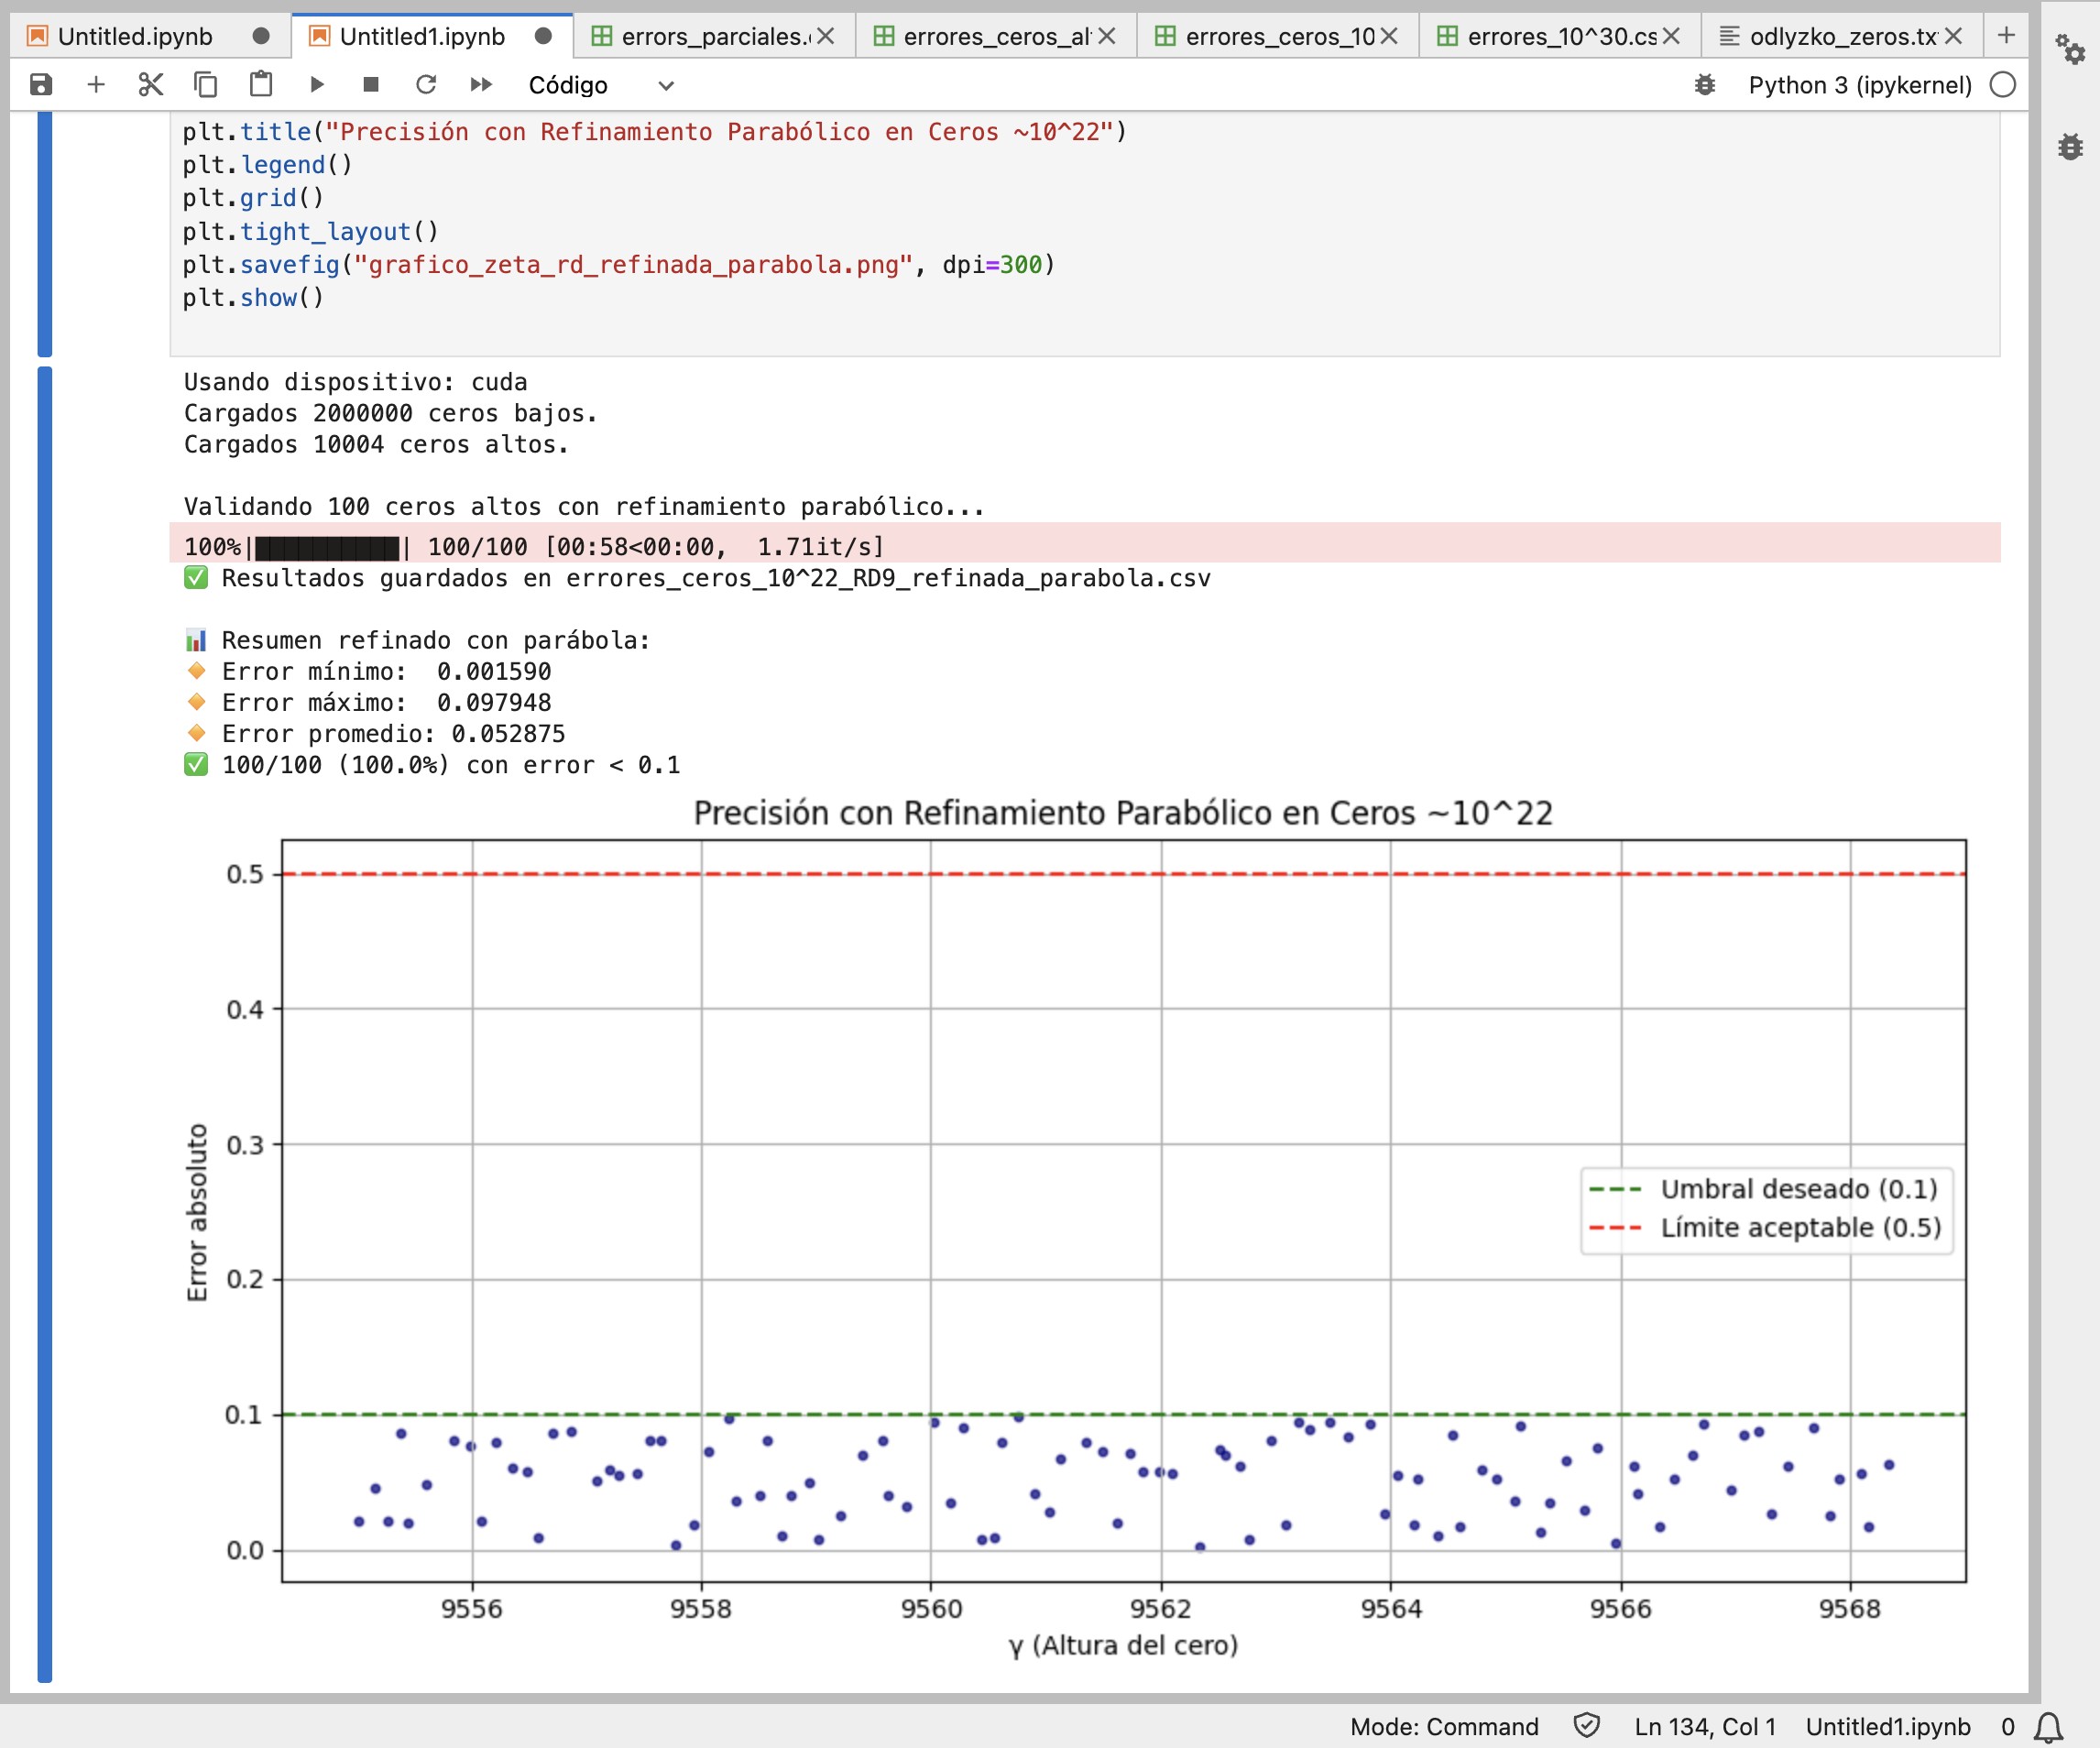 Untitled.ipynb
Untitled1.ipynb
errors_parciales.
errores_ceros_al
errores_ceros_10
errores_10^30.cs
odlyzko_zeros.tx
Código
Python 3 (ipykernel)
plt.title("Precisión con Refinamiento Parabólico en Ceros ~10^22")
plt.legend()
plt.grid()
plt.tight_layout()
plt.savefig("grafico_zeta_rd_refinada_parabola.png", dpi=300)
plt.show()
Usando dispositivo: cuda
Cargados 2000000 ceros bajos.
Cargados 10004 ceros altos.
Validando 100 ceros altos con refinamiento parabólico...
100%|██████████| 100/100 [00:58<00:00,  1.71it/s]
✅ Resultados guardados en errores_ceros_10^22_RD9_refinada_parabola.csv
📊 Resumen refinado con parábola:
🔸 Error mínimo:  0.001590
🔸 Error máximo:  0.097948
🔸 Error promedio: 0.052875
✅ 100/100 (100.0%) con error < 0.1
Precisión con Refinamiento Parabólico en Ceros ~10^22
0.5
0.4
0.3
0.2
0.1
0.0
Error absoluto
Umbral deseado (0.1)
Límite aceptable (0.5)
9556 9558 9560 9562 9564 9566 9568
γ (Altura del cero)
Mode: Command
Ln 134, Col 1
Untitled1.ipynb
0